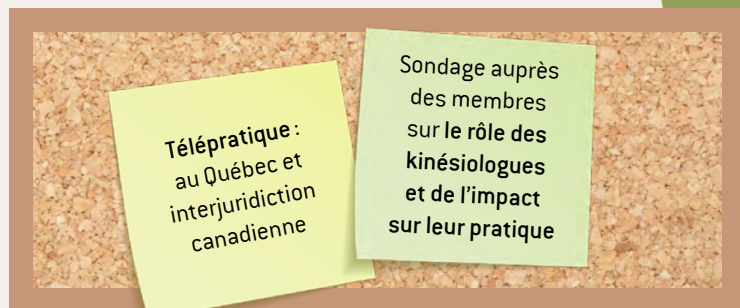 Télépratique :
au Québec et
interjuridiction
canadienne
Sondage auprès
des membres
sur le rôle des
kinésiologues
et de l'impact
sur leur pratique